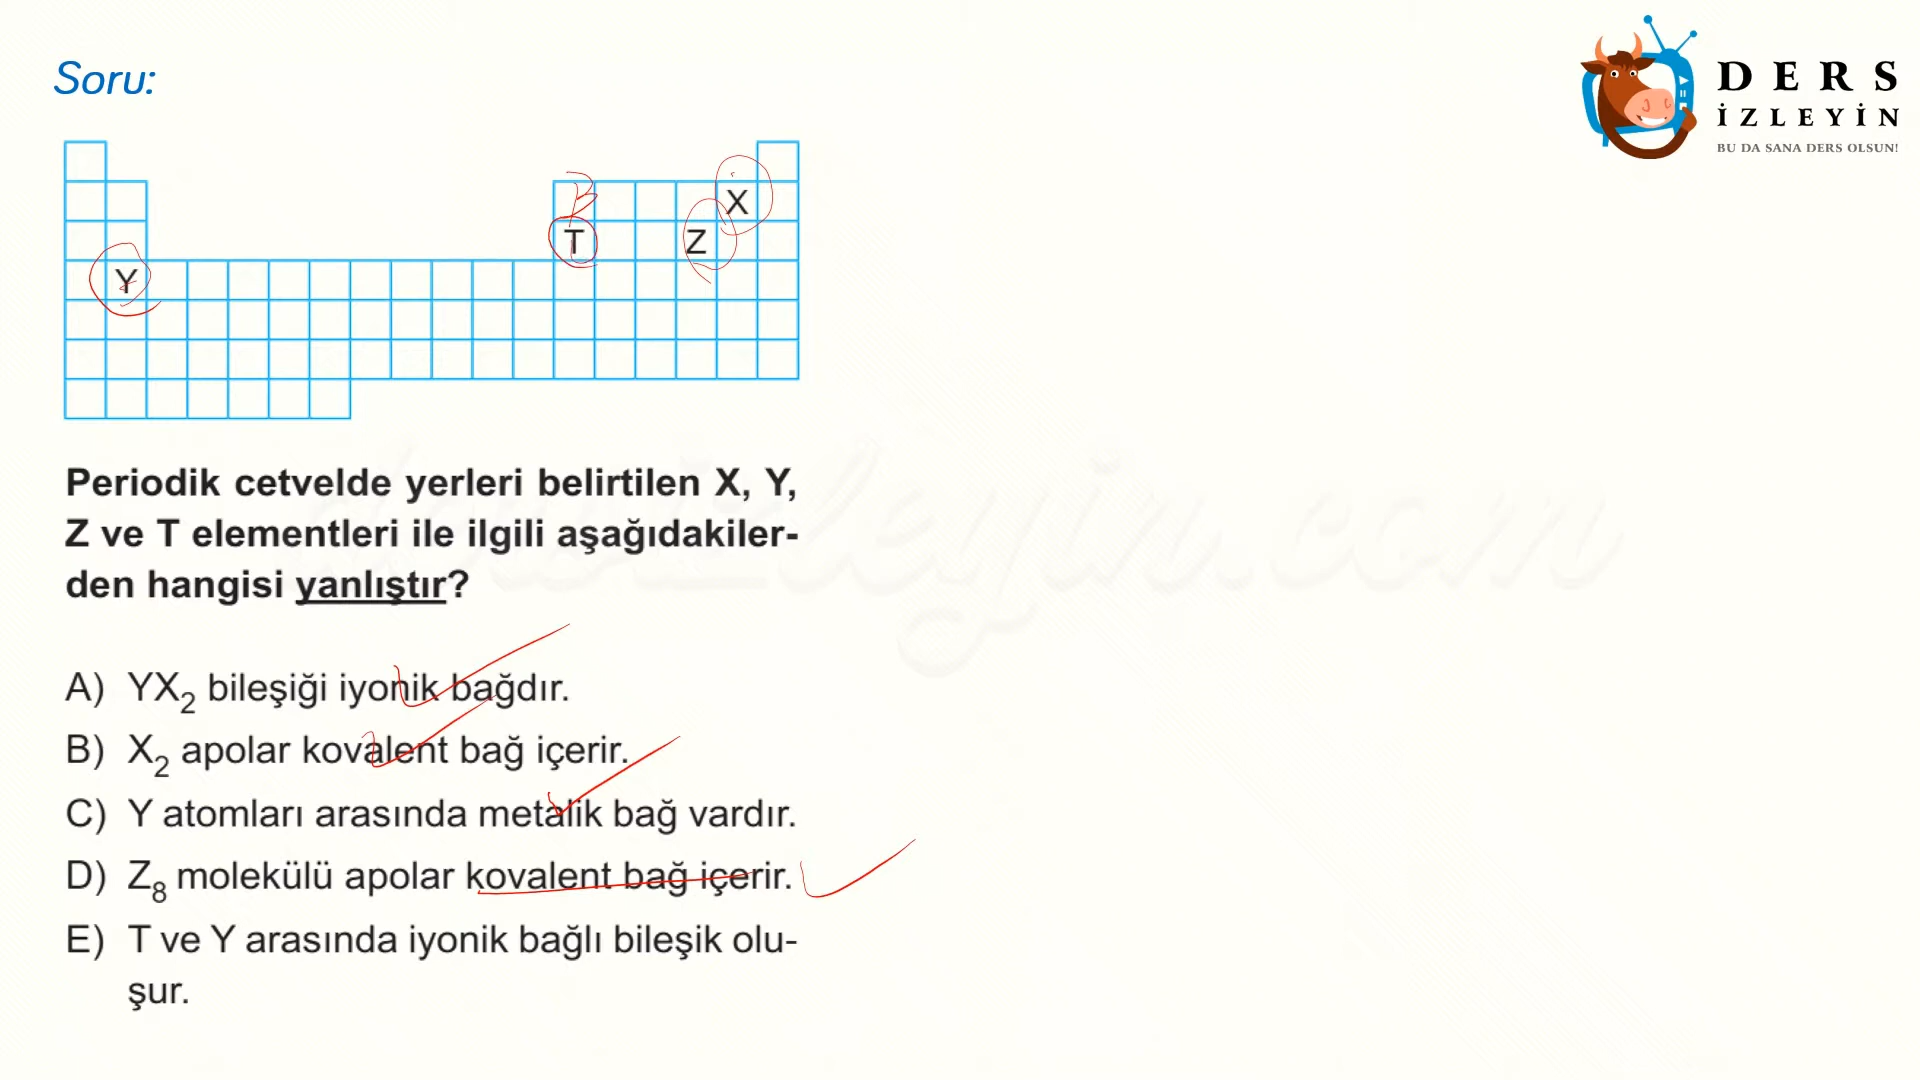 Soru:
DERS
İZLEYİN
BU DA SANA DERS OLSUN!
B
X
T
Z
Y
Periodik cetvelde yerleri belirtilen X, Y,
Z ve T elementleri ile ilgili aşağıdakiler-
den hangisi yanlıştır?
A) YX2 bileşiği iyonik bağdır.
B) X2 apolar kovalent bağ içerir.
C) Y atomları arasında metalik bağ vardır.
D) Z8 molekülü apolar kovalent bağ içerir.
E) T ve Y arasında iyonik bağlı bileşik olu-
şur.